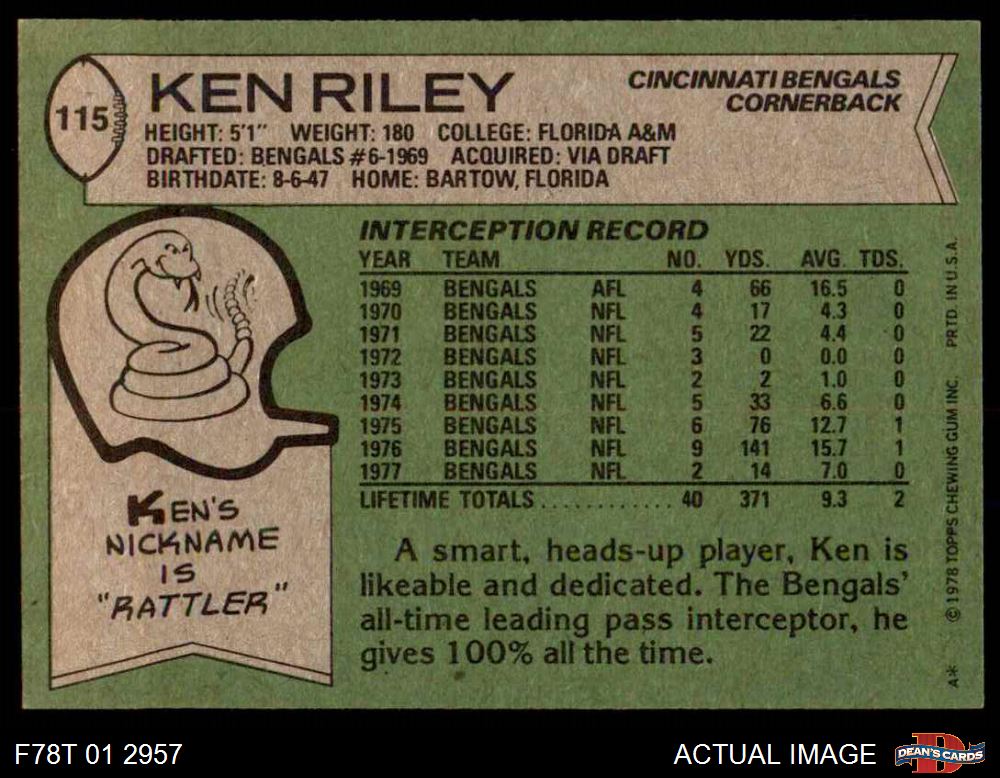 115
KEN RILEY
CINCINNATI BENGALS
CORNERBACK
HEIGHT: 5'1" WEIGHT: 180 COLLEGE: FLORIDA A&M
DRAFTED: BENGALS #6-1969 ACQUIRED: VIA DRAFT
BIRTHDATE: 8-6-47 HOME: BARTOW, FLORIDA
INTERCEPTION RECORD
YEAR TEAM NO. YDS. AVG. TDS.
1969 BENGALS AFL 4 66 16.5 0
1970 BENGALS NFL 4 17 4.3 0
1971 BENGALS NFL 5 22 4.4 0
1972 BENGALS NFL 3 0 0.0 0
1973 BENGALS NFL 2 2 1.0 0
1974 BENGALS NFL 5 33 6.6 0
1975 BENGALS NFL 6 76 12.7 1
1976 BENGALS NFL 9 141 15.7 1
1977 BENGALS NFL 2 14 7.0 0
LIFETIME TOTALS ............ 40 371 9.3 2
KEN'S
NICKNAME
IS
"RATTLER"
A smart, heads-up player, Ken is
likeable and dedicated. The Bengals'
all-time leading pass interceptor, he
gives 100% all the time.
A* © 1978 TOPPS CHEWING GUM INC. PRTD. IN U.S.A.
F78T 01 2957
ACTUAL IMAGE
D
DEAN'S CARDS